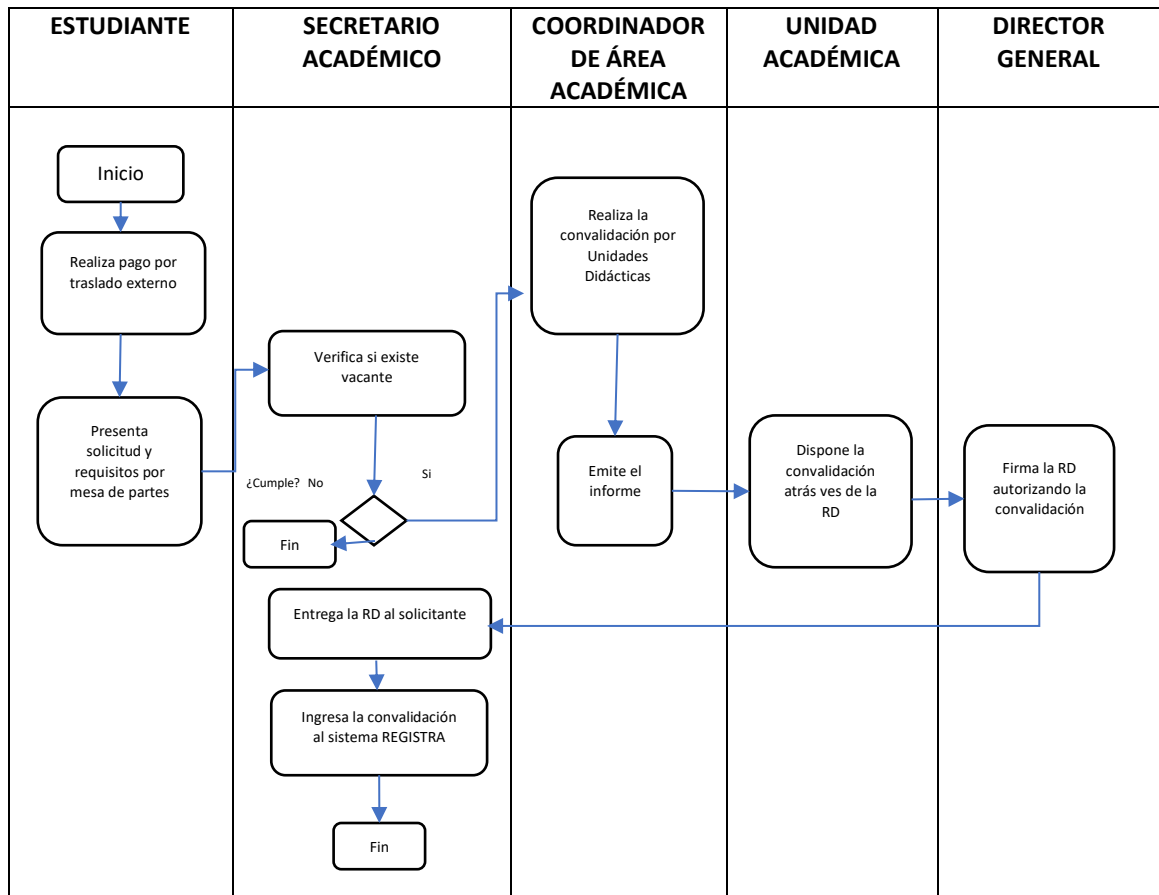 ESTUDIANTE
SECRETARIO
ACADÉMICO
COORDINADOR
DE ÁREA
ACADÉMICA
UNIDAD
ACADÉMICA
DIRECTOR
GENERAL
Inicio
Realiza pago por
traslado externo
Presenta
solicitud y
requisitos por
mesa de partes
Verifica si existe
vacante
¿Cumple? No
Si
Fin
Realiza la
convalidación por
Unidades
Didácticas
Emite el
informe
Dispone la
convalidación
atrás ves de la
RD
Firma la RD
autorizando la
convalidación
Entrega la RD al solicitante
Ingresa la convalidación
al sistema REGISTRA
Fin